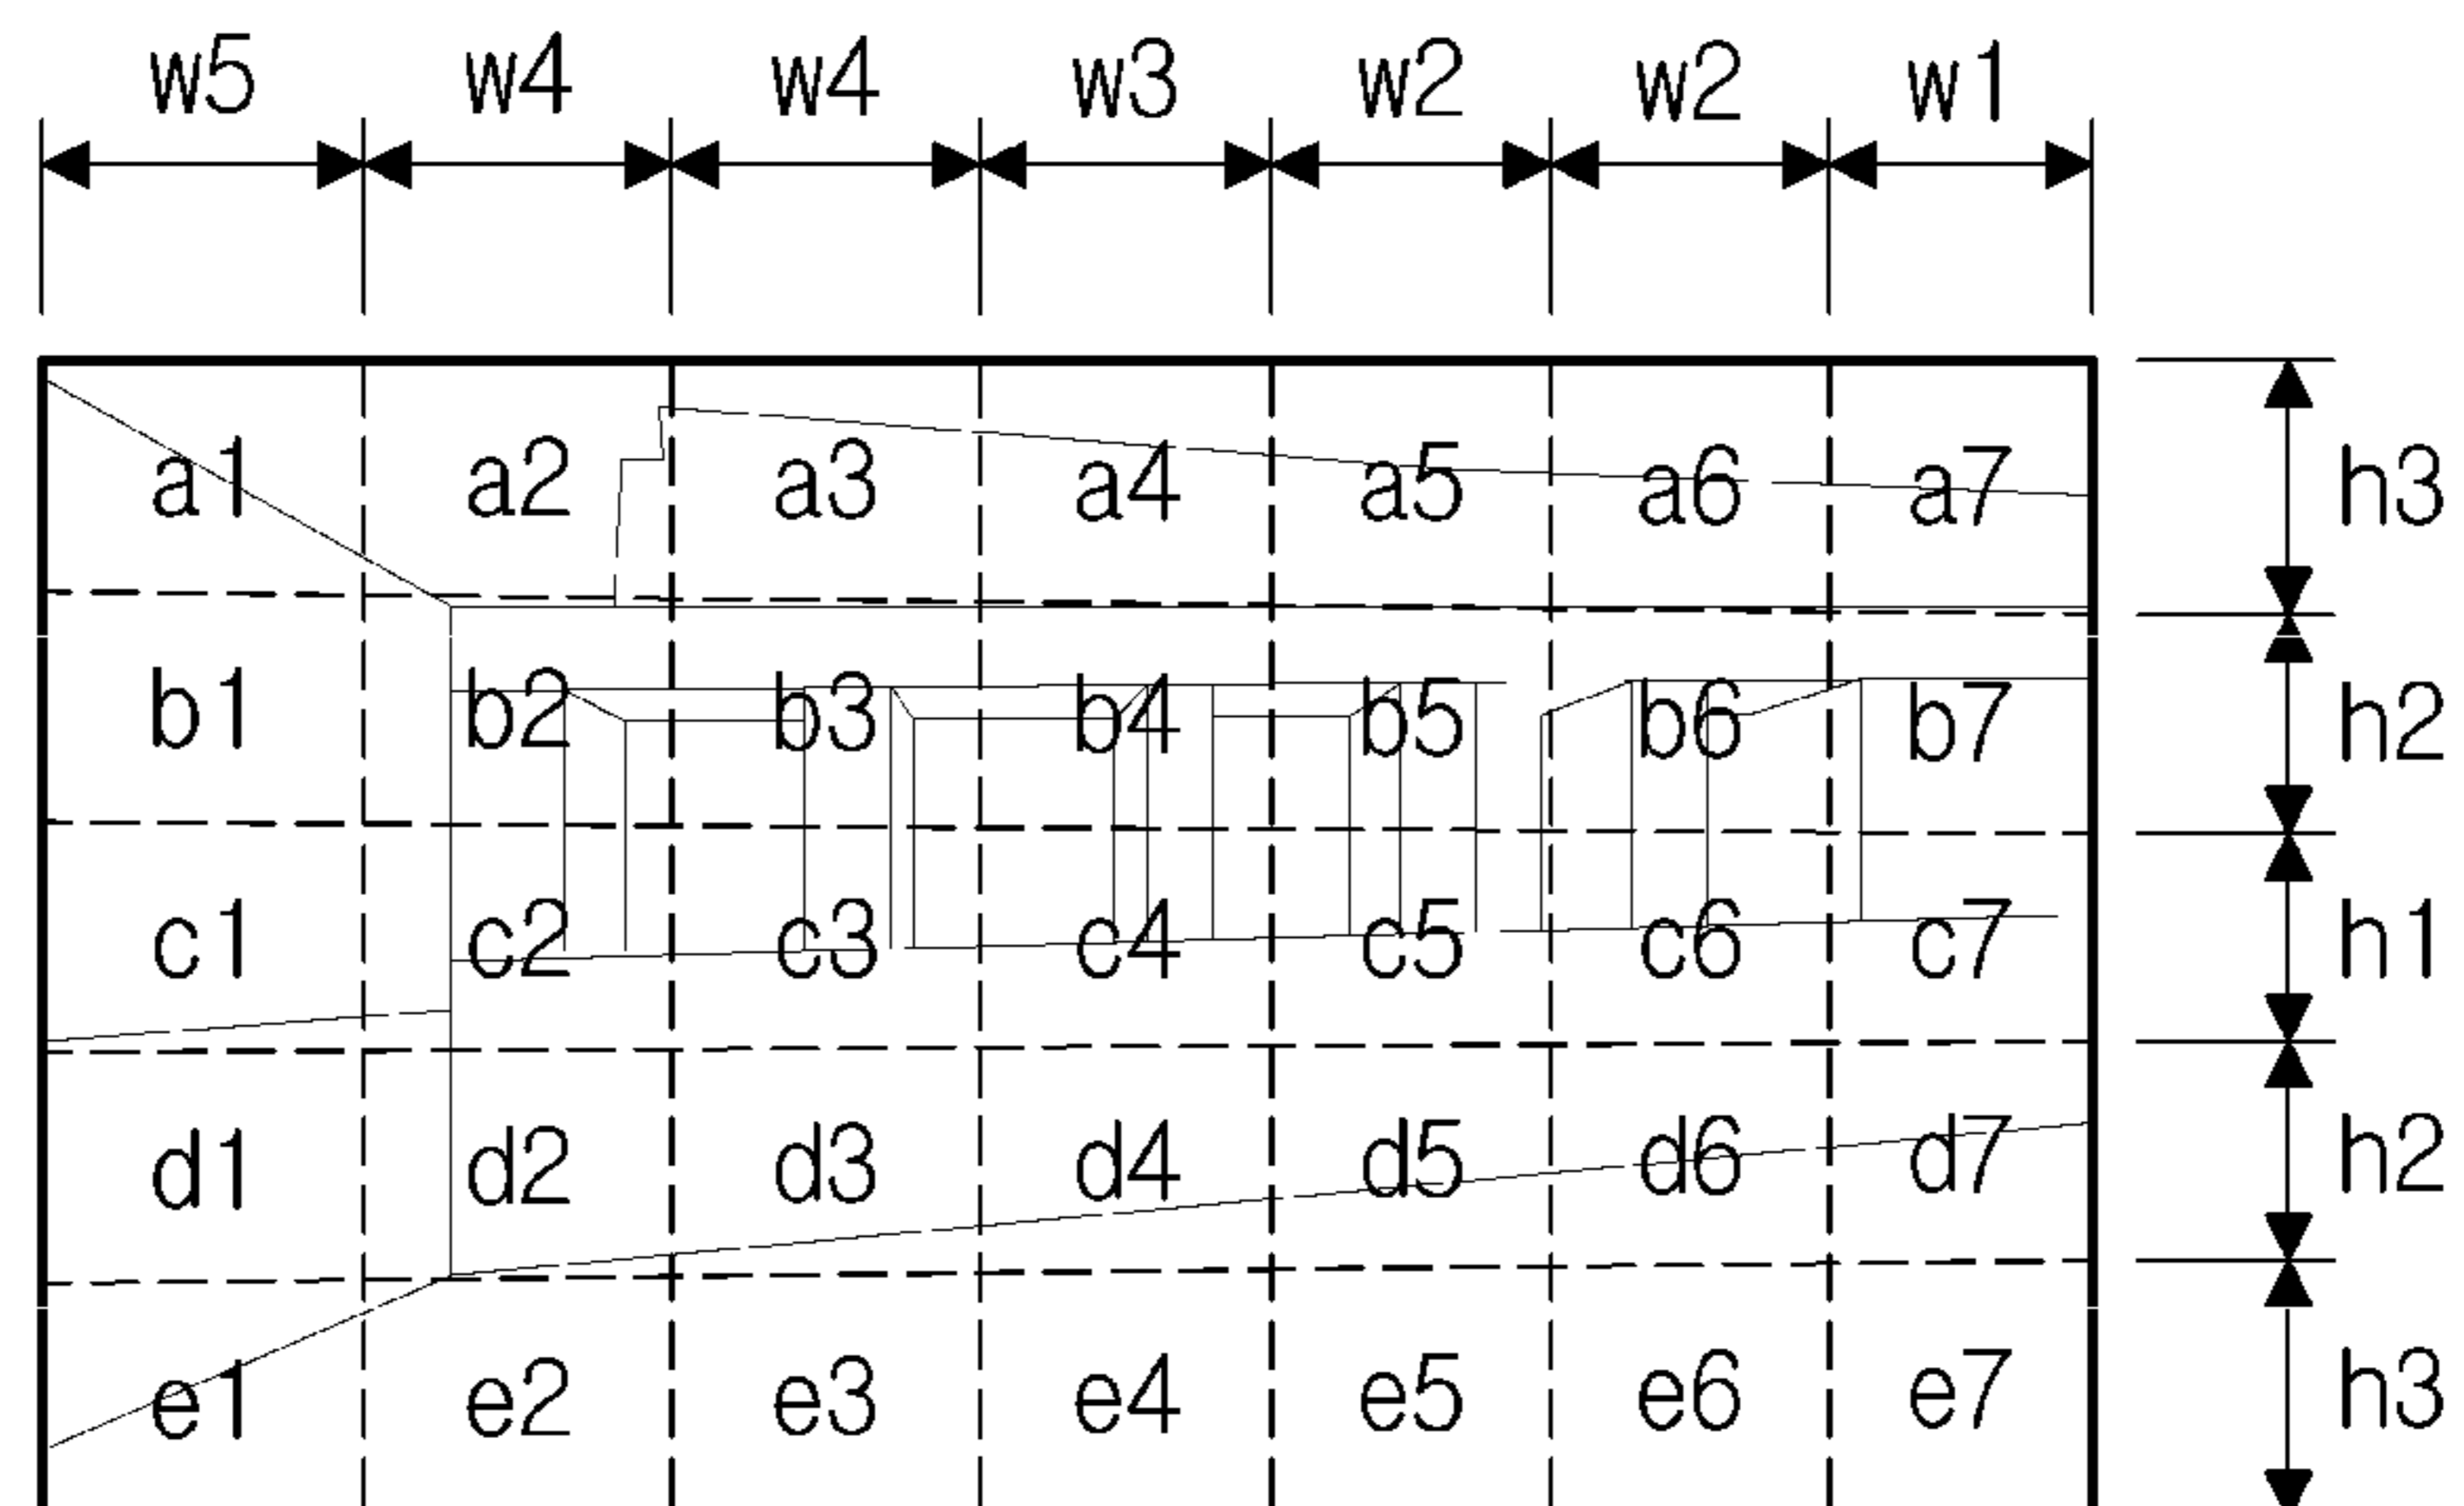 w5 w4 w4 w3 w2 w2 w1
a1 a2 a3 a4 a5 a6 a7 h3
b1 b2 b3 b4 b5 b6 b7 h2
c1 c2 c3 c4 c5 c6 c7 h1
d1 d2 d3 d4 d5 d6 d7 h2
e1 e2 e3 e4 e5 e6 e7 h3